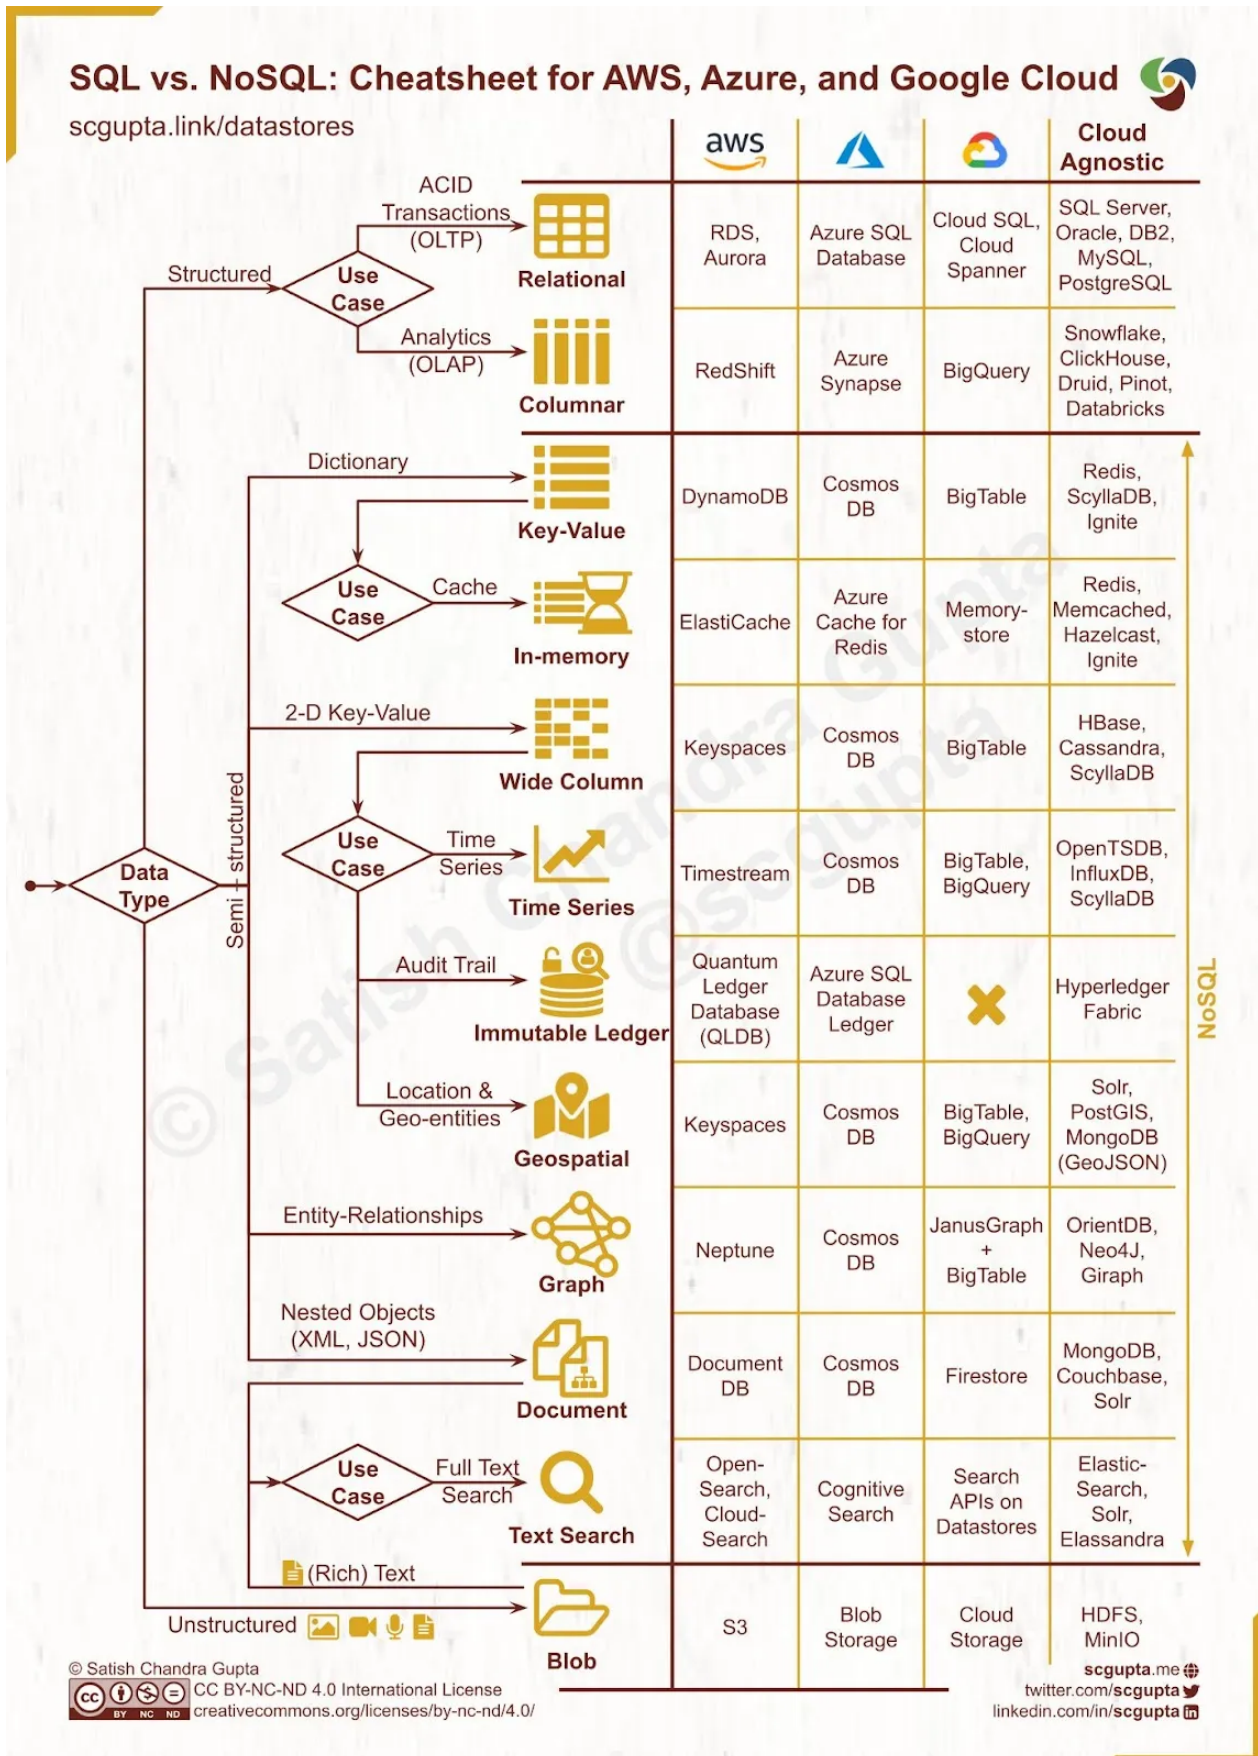 SQL vs. NoSQL: Cheatsheet for AWS, Azure, and Google Cloud
scgupta.link/datastores
aws
Cloud
Agnostic
Structured
Use
Case
ACID
Transactions
(OLTP)
Relational
RDS,
Aurora
Azure SQL
Database
Cloud SQL,
Cloud
Spanner
SQL Server,
Oracle, DB2,
MySQL,
PostgreSQL
Analytics
(OLAP)
Columnar
RedShift
Azure
Synapse
BigQuery
Snowflake,
ClickHouse,
Druid, Pinot,
Databricks
Dictionary
Key-Value
DynamoDB
Cosmos
DB
BigTable
Redis,
ScyllaDB,
Ignite
Use
Case
Cache
In-memory
ElastiCache
Azure
Cache for
Redis
Memory-
store
Redis,
Memcached,
Hazelcast,
Ignite
2-D Key-Value
Wide Column
Keyspaces
Cosmos
DB
BigTable
HBase,
Cassandra,
ScyllaDB
Data
Type
Semi - structured
Use
Case
Time
Series
Time Series
Timestream
Cosmos
DB
BigTable,
BigQuery
OpenTSDB,
InfluxDB,
ScyllaDB
Audit Trail
Immutable Ledger
Quantum
Ledger
Database
(QLDB)
Azure SQL
Database
Ledger
Hyperledger
Fabric
NoSQL
Location &
Geo-entities
Geospatial
Keyspaces
Cosmos
DB
BigTable,
BigQuery
Solr,
PostGIS,
MongoDB
(GeoJSON)
Entity-Relationships
Graph
Neptune
Cosmos
DB
JanusGraph
+
BigTable
OrientDB,
Neo4J,
Giraph
Nested Objects
(XML, JSON)
Document
Document
DB
Cosmos
DB
Firestore
MongoDB,
Couchbase,
Solr
Use
Case
Full Text
Search
Text Search
Open-
Search,
Cloud-
Search
Cognitive
Search
Search
APIs on
Datastores
Elastic-
Search,
Solr,
Elassandra
(Rich) Text
Unstructured
Blob
S3
Blob
Storage
Cloud
Storage
HDFS,
MinIO
© Satish Chandra Gupta
@scgupta
© Satish Chandra Gupta
cc BY NC ND
CC BY-NC-ND 4.0 International License
creativecommons.org/licenses/by-nc-nd/4.0/
scgupta.me
twitter.com/scgupta
linkedin.com/in/scgupta in